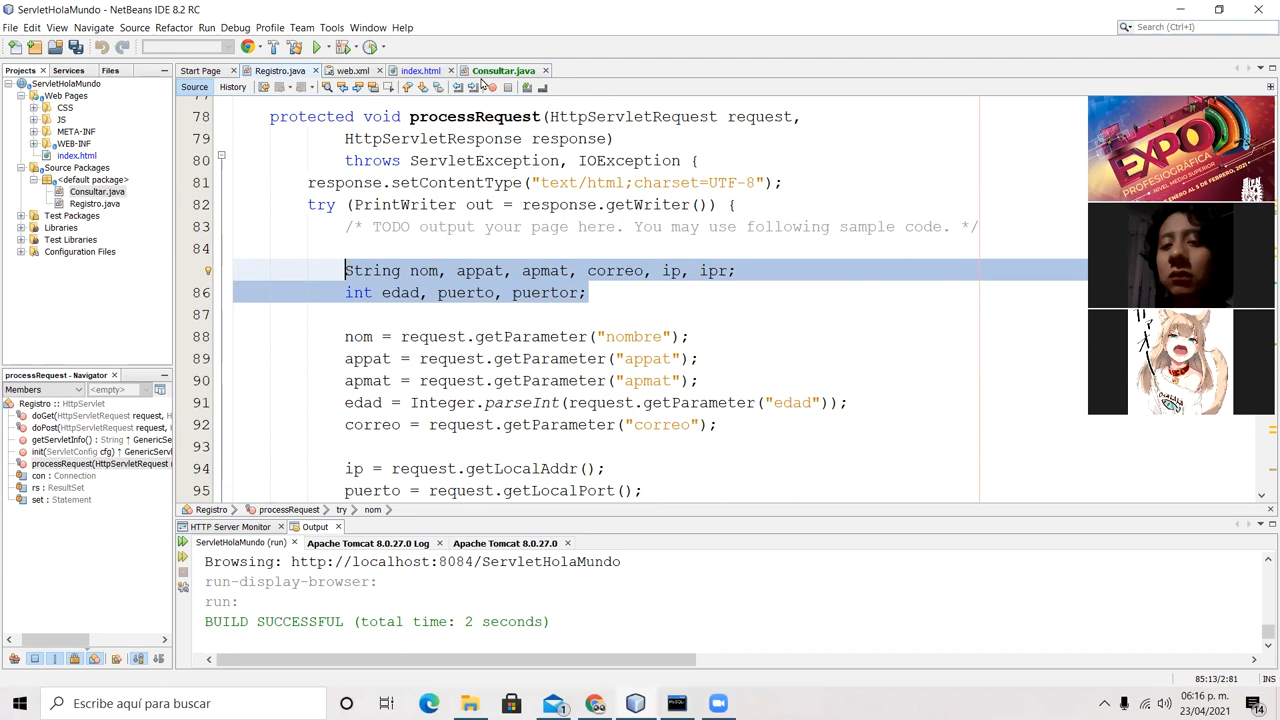 ServletHolaMundo - NetBeans IDE 8.2 RC
File Edit View Navigate Source Refactor Run Debug Profile Team Tools Window Help
Search (Ctrl+I)
Projects Services Files
Start Page Registro.java web.xml index.html Consultar.java
Source History
ServletHolaMundo
Web Pages
CSS
JS
META-INF
WEB-INF
index.html
Source Packages
<default package>
Consultar.java
Registro.java
Test Packages
Libraries
Test Libraries
Configuration Files
77
78 protected void processRequest(HttpServletRequest request,
79 HttpServletResponse response)
80 throws ServletException, IOException {
81 response.setContentType("text/html;charset=UTF-8");
82 try (PrintWriter out = response.getWriter()) {
83 /* TODO output your page here. You may use following sample code. */
84
String nom, appat, apmat, correo, ip, ipr;
86 int edad, puerto, puertor;
87
88 nom = request.getParameter("nombre");
89 appat = request.getParameter("appat");
90 apmat = request.getParameter("apmat");
91 edad = Integer.parseInt(request.getParameter("edad"));
92 correo = request.getParameter("correo");
93
94 ip = request.getLocalAddr();
95 puerto = request.getLocalPort();
processRequest - Navigator
Members <empty>
Registro :: HttpServlet
doGet(HttpServletRequest request,
doPost(HttpServletRequest request,
getServletInfo() : String ↑ GenericSe
init(ServletConfig cfg) ↑ GenericServ
processRequest(HttpServletRequest
con : Connection
rs : ResultSet
set : Statement
Registro processRequest try nom
HTTP Server Monitor Output
ServletHolaMundo (run) Apache Tomcat 8.0.27.0 Log Apache Tomcat 8.0.27.0
Browsing: http://localhost:8084/ServletHolaMundo
run-display-browser:
run:
BUILD SUCCESSFUL (total time: 2 seconds)
85:13/2:81 INS
EXPO
PROFESIOGRÁFICA
NIVEL MEDIO SUPERIOR
Escribe aquí para buscar
06:16 p. m.
23/04/2021
1
14